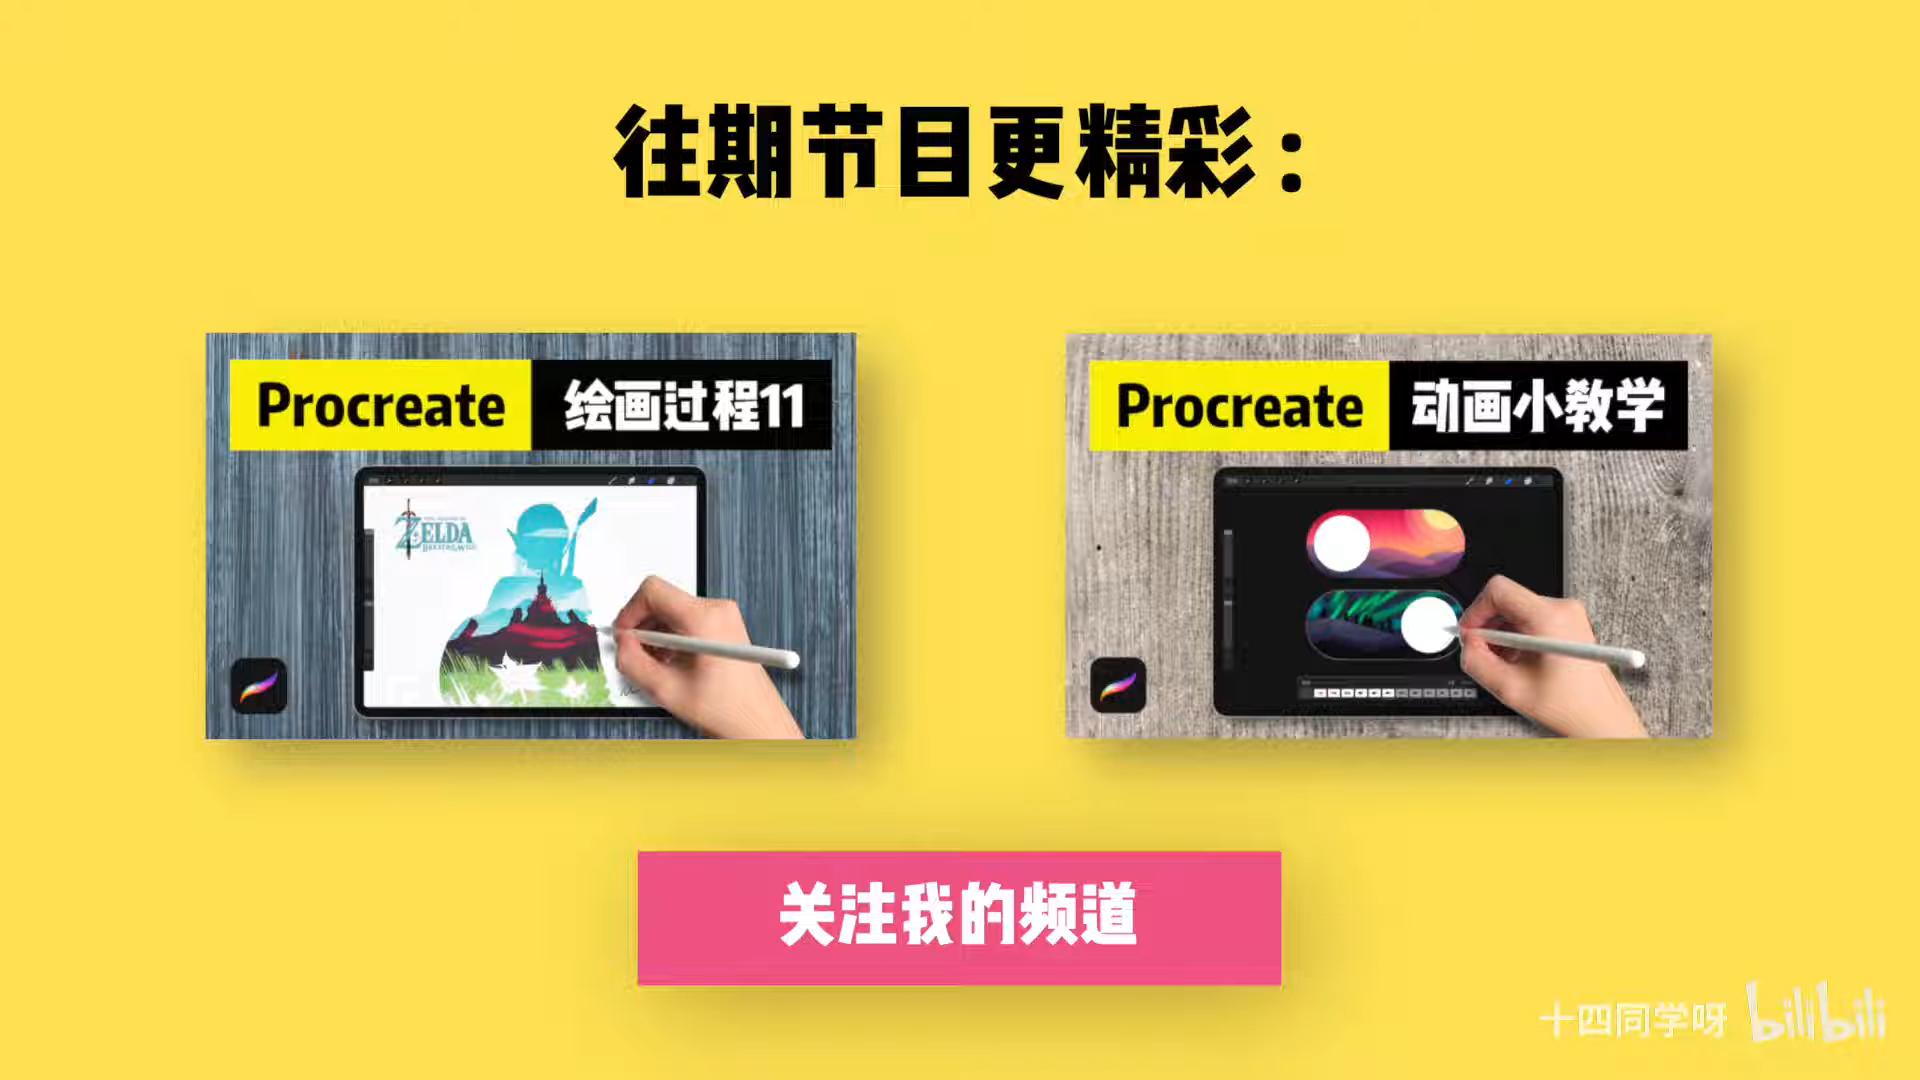 往期节目更精彩：
Procreate 绘画过程11
ZELDA
Procreate 动画小教学
关注我的频道
十四同学呀 bilibili